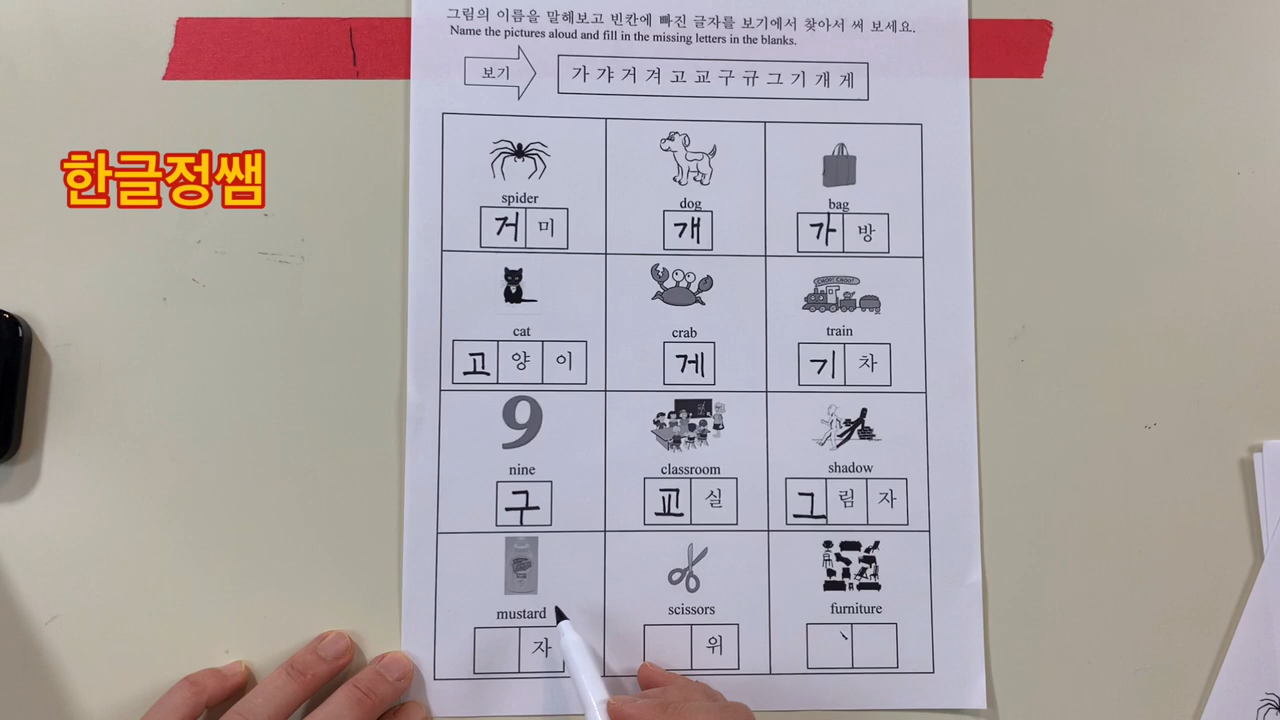 그림의 이름을 말해보고 빈칸에 빠진 글자를 보기에서 찾아서 써 보세요.
Name the pictures aloud and fill in the missing letters in the blanks.
보기
가 갸 거 겨 고 교 구 규 그 기 개 게
한글정쌤
spider
거미
dog
개
bag
가방
cat
고양이
crab
게
train
기차
9
nine
구
classroom
교실
shadow
그림자
mustard
자
scissors
위
furniture